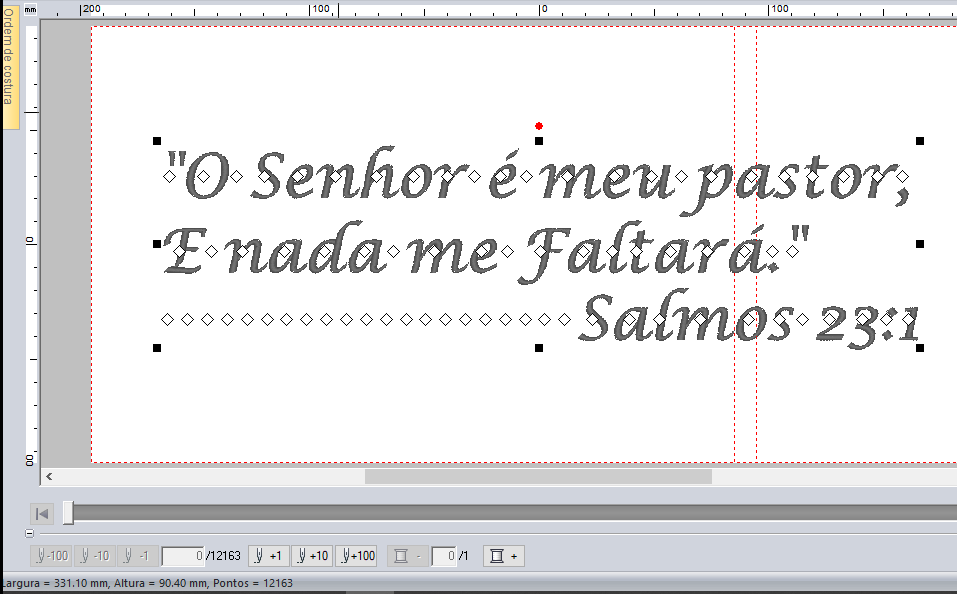 mm 200 100 0 100
Ordem de costura
0
00
"O Senhor é meu pastor,
E nada me Faltará."
Salmos 23:1
-100 -10 -1 0 /12163 +1 +10 +100 - 0 /1 +
Largura = 331.10 mm, Altura = 90.40 mm, Pontos = 12163